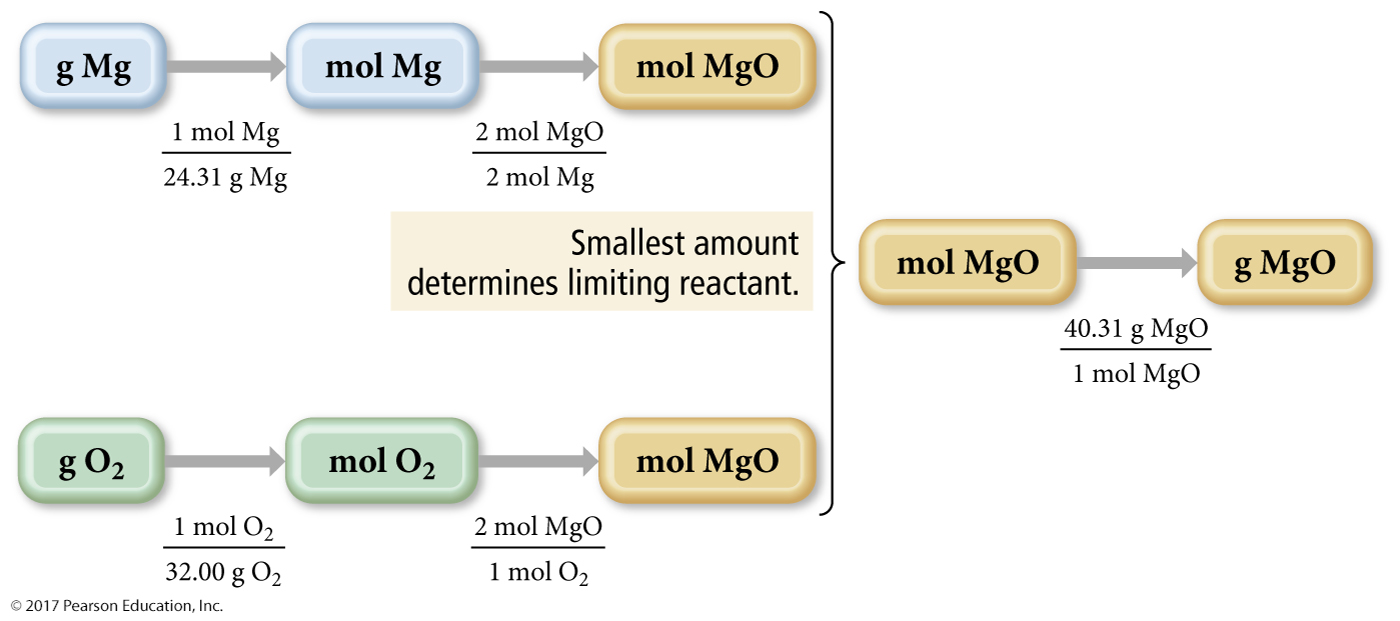 g Mg
mol Mg
mol MgO
1 mol Mg
24.31 g Mg
2 mol MgO
2 mol Mg
Smallest amount
determines limiting reactant.
mol MgO
g MgO
40.31 g MgO
1 mol MgO
g O₂
mol O₂
mol MgO
1 mol O₂
32.00 g O₂
2 mol MgO
1 mol O₂
© 2017 Pearson Education, Inc.